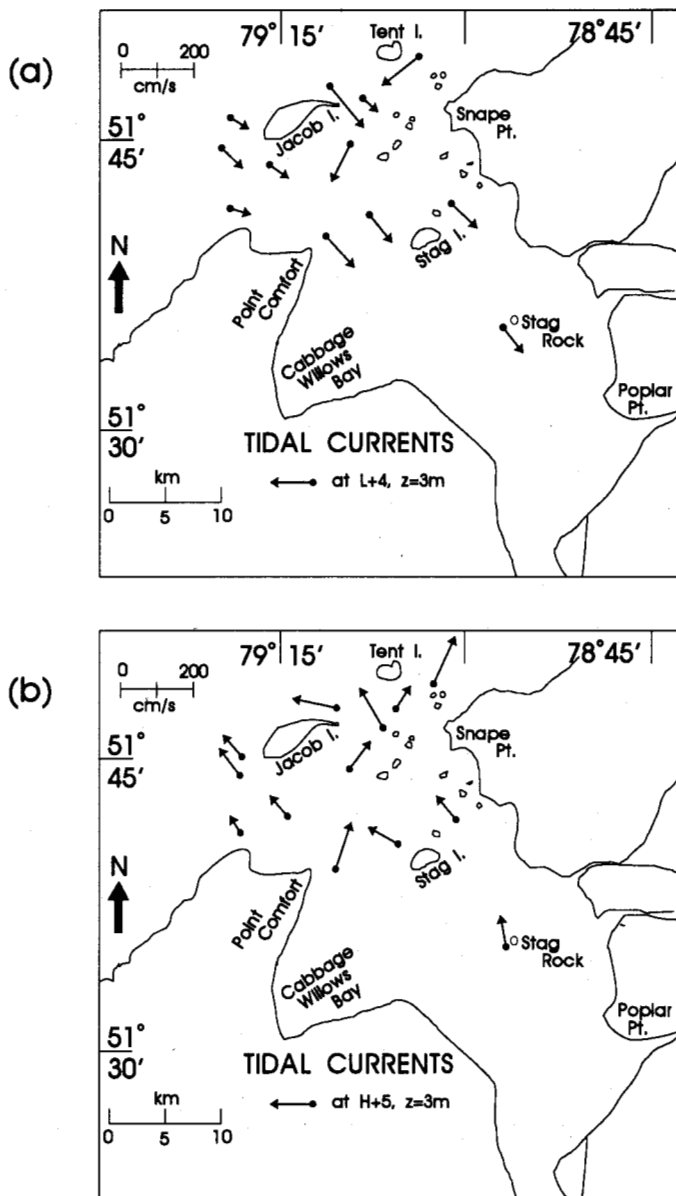 (a)
0 200
cm/s
79° 15′
Tent I.
78°45′
51°
45′
Jacob I.
Snape
Pt.
N
Stag I.
Point
Comfort
Stag
Rock
Cabbage
Willows
Bay
Poplar
Pt.
51°
30′
TIDAL CURRENTS
at L+4, z=3m
km
0 5 10
(b)
0 200
cm/s
79° 15′
Tent I.
78°45′
51°
45′
Jacob I.
Snape
Pt.
N
Stag I.
Point
Comfort
Stag
Rock
Cabbage
Willows
Bay
Poplar
Pt.
51°
30′
TIDAL CURRENTS
at H+5, z=3m
km
0 5 10